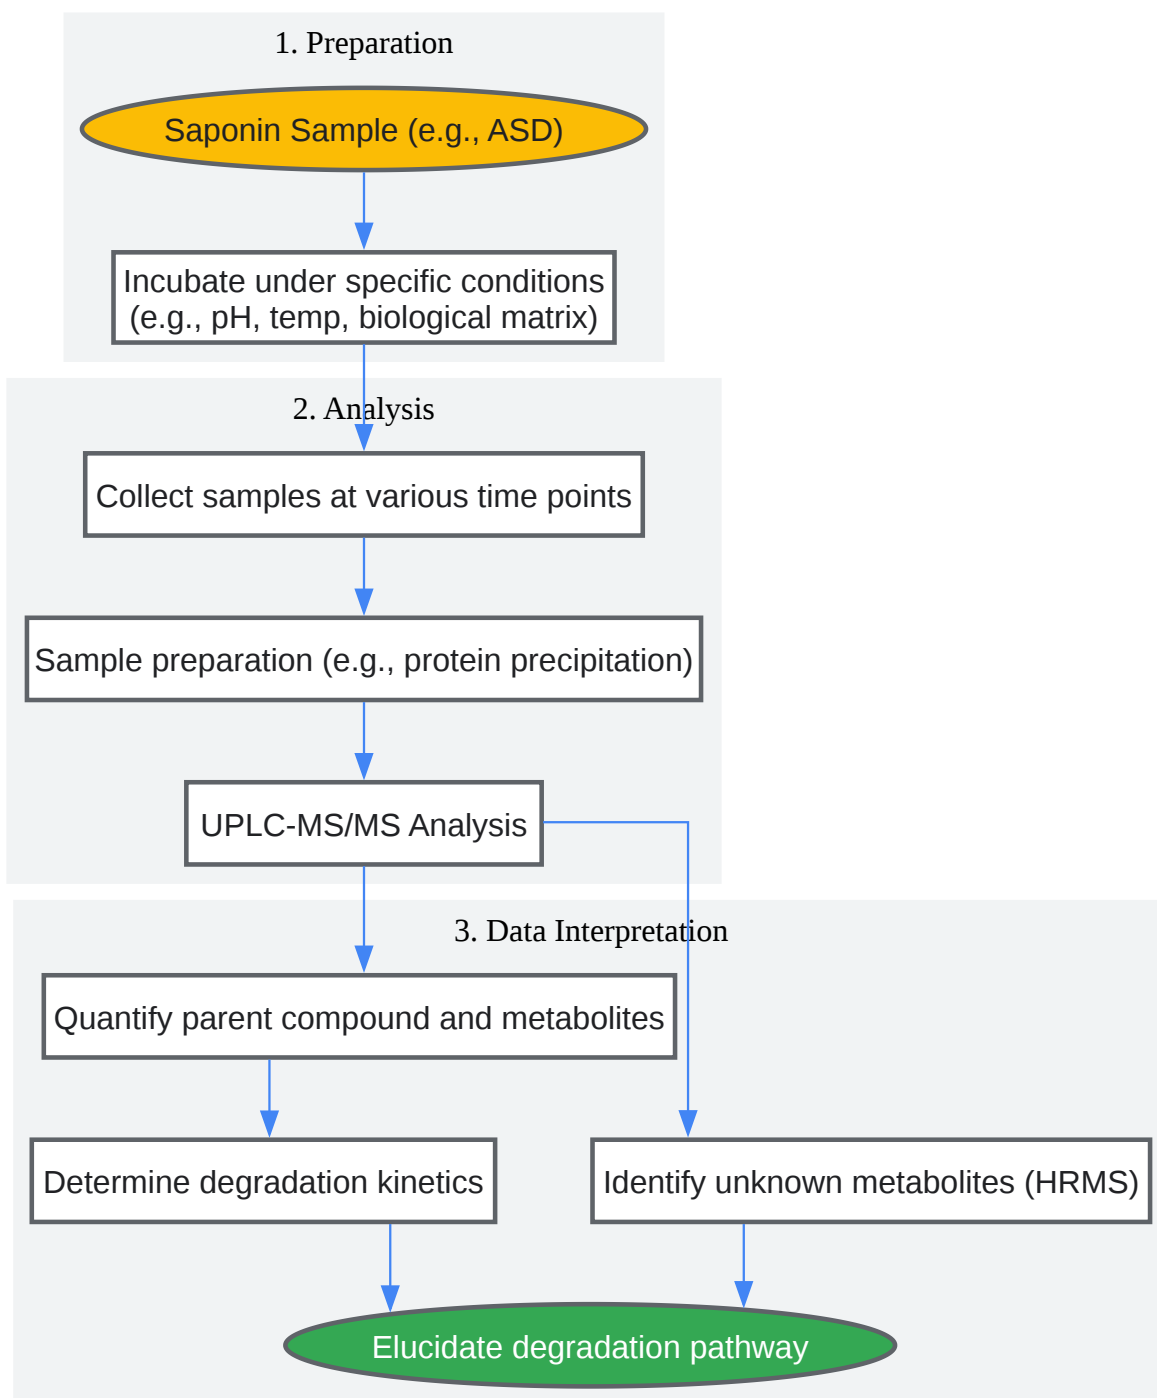 1. Preparation
Saponin Sample (e.g., ASD)
Incubate under specific conditions
(e.g., pH, temp, biological matrix)
2. Analysis
Collect samples at various time points
Sample preparation (e.g., protein precipitation)
UPLC-MS/MS Analysis
3. Data Interpretation
Quantify parent compound and metabolites
Determine degradation kinetics
Identify unknown metabolites (HRMS)
Elucidate degradation pathway